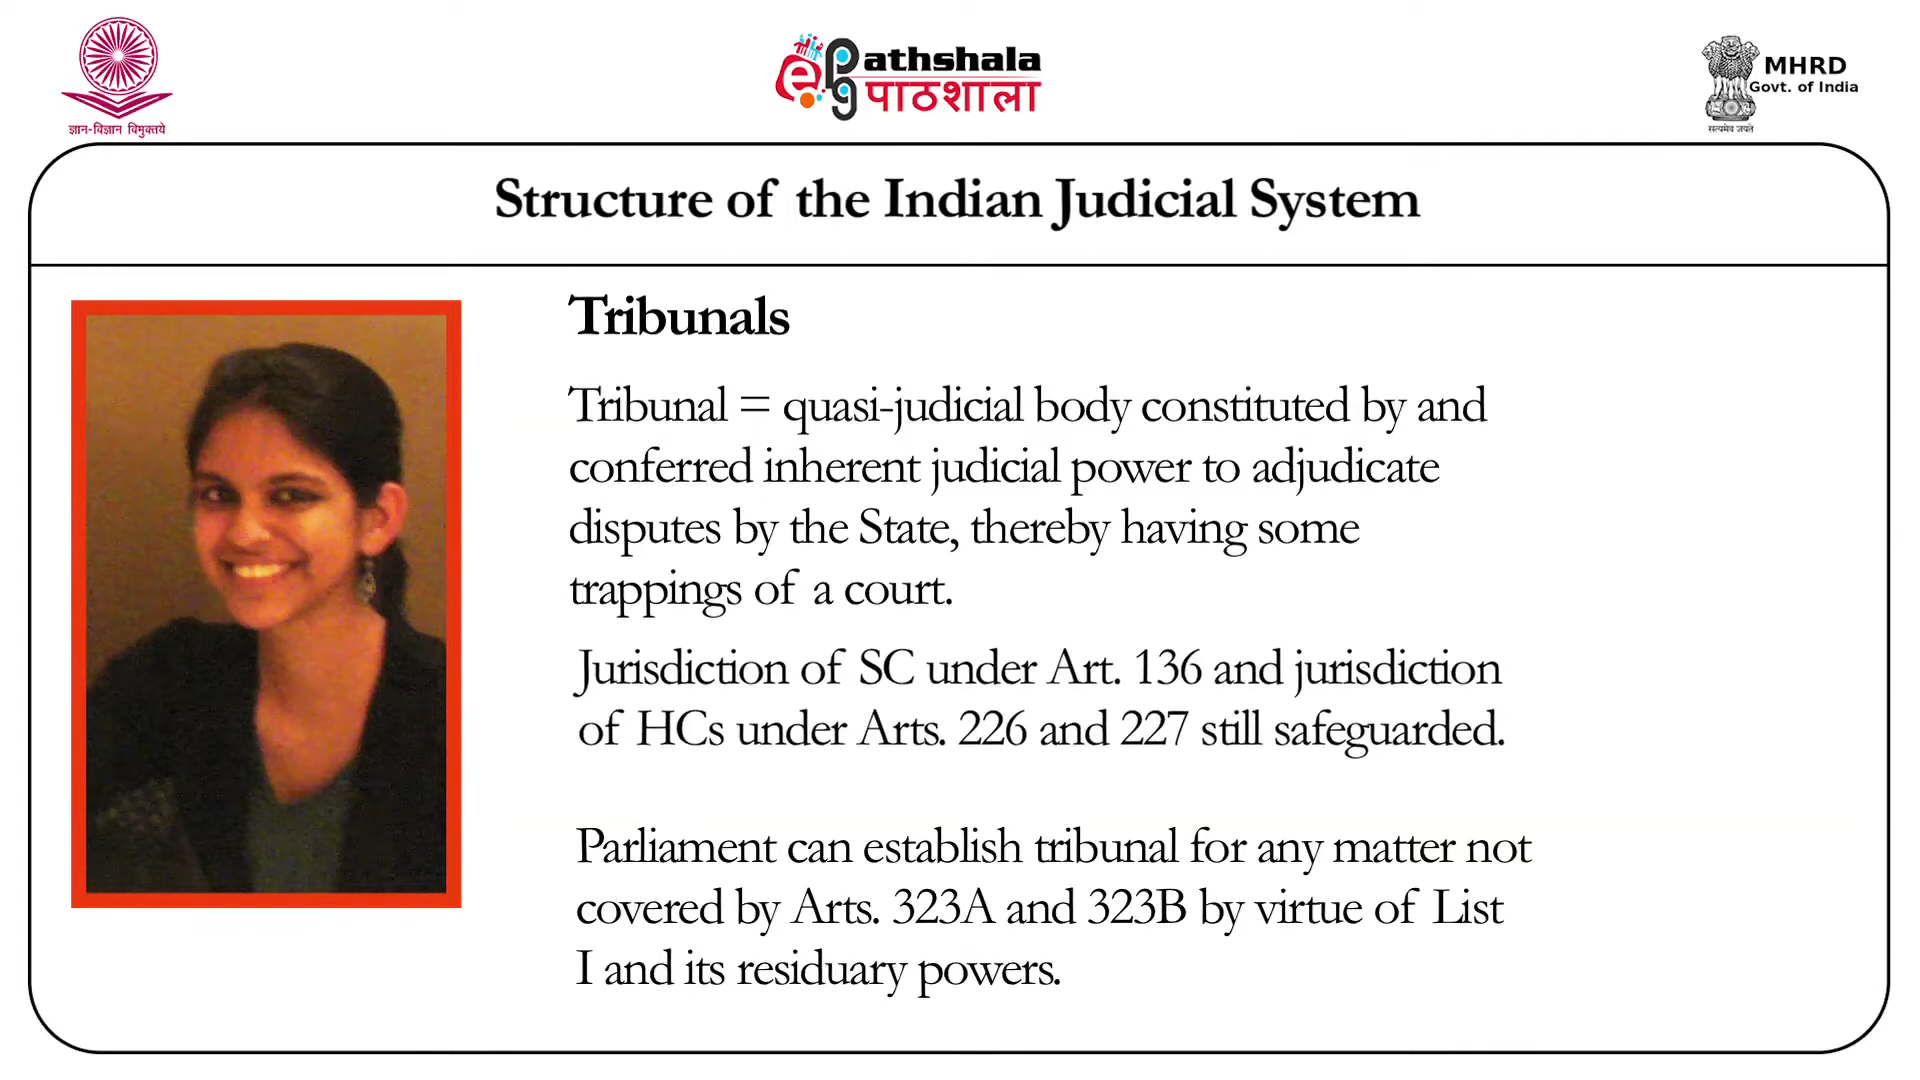 ज्ञान-विज्ञान विमुक्तये
e Pg athshala
पाठशाला
MHRD
Govt. of India
सत्यमेव जयते
Structure of the Indian Judicial System
Tribunals
Tribunal = quasi-judicial body constituted by and
conferred inherent judicial power to adjudicate
disputes by the State, thereby having some
trappings of a court.
Jurisdiction of SC under Art. 136 and jurisdiction
of HCs under Arts. 226 and 227 still safeguarded.
Parliament can establish tribunal for any matter not
covered by Arts. 323A and 323B by virtue of List
I and its residuary powers.